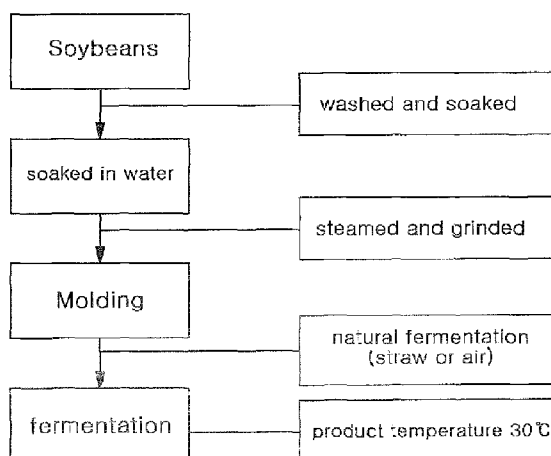 Soybeans
washed and soaked
soaked in water
steamed and grinded
Molding
natural fermentation
(straw or air)
fermentation
product temperature 30℃